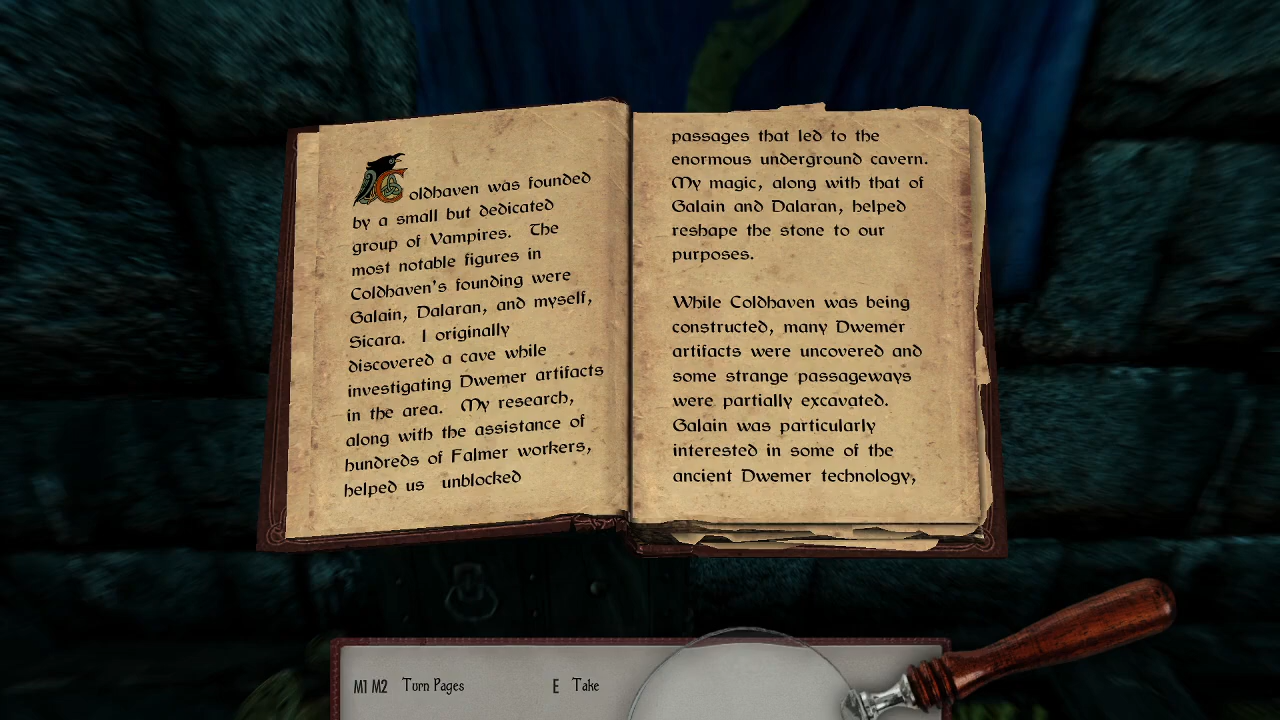 Coldhaven was founded
by a small but dedicated
group of Vampires.  The
most notable figures in
Coldhaven's founding were
Galain, Dalaran, and myself,
Sicara.  I originally
discovered a cave while
investigating Dwemer artifacts
in the area.  My research,
along with the assistance of
hundreds of Falmer workers,
helped us  unblocked
passages that led to the
enormous underground cavern.
My magic, along with that of
Galain and Dalaran, helped
reshape the stone to our
purposes.
While Coldhaven was being
constructed, many Dwemer
artifacts were uncovered and
some strange passageways
were partially excavated.
Galain was particularly
interested in some of the
ancient Dwemer technology,
M1 M2 Turn Pages E Take